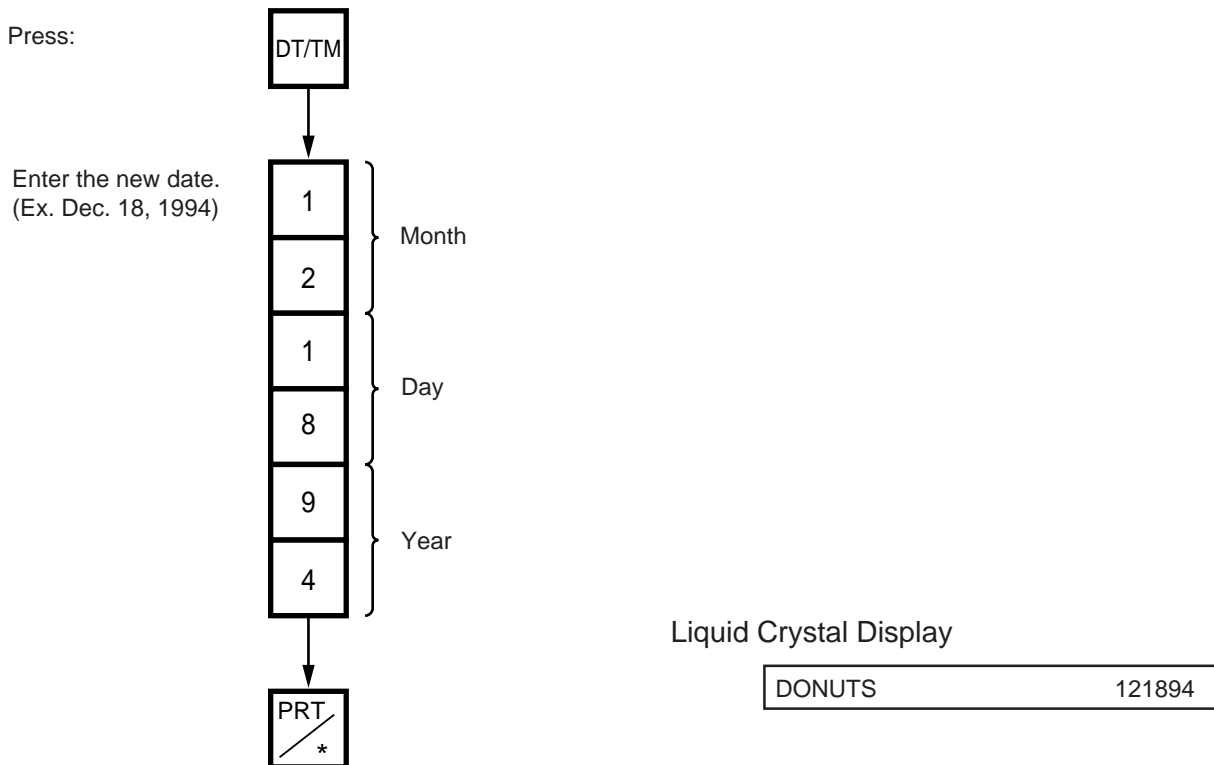 Press:
DT/TM
Enter the new date.
(Ex. Dec. 18, 1994)
1
Month
2
1
Day
8
9
Year
4
Liquid Crystal Display
DONUTS 121894
PRT
*